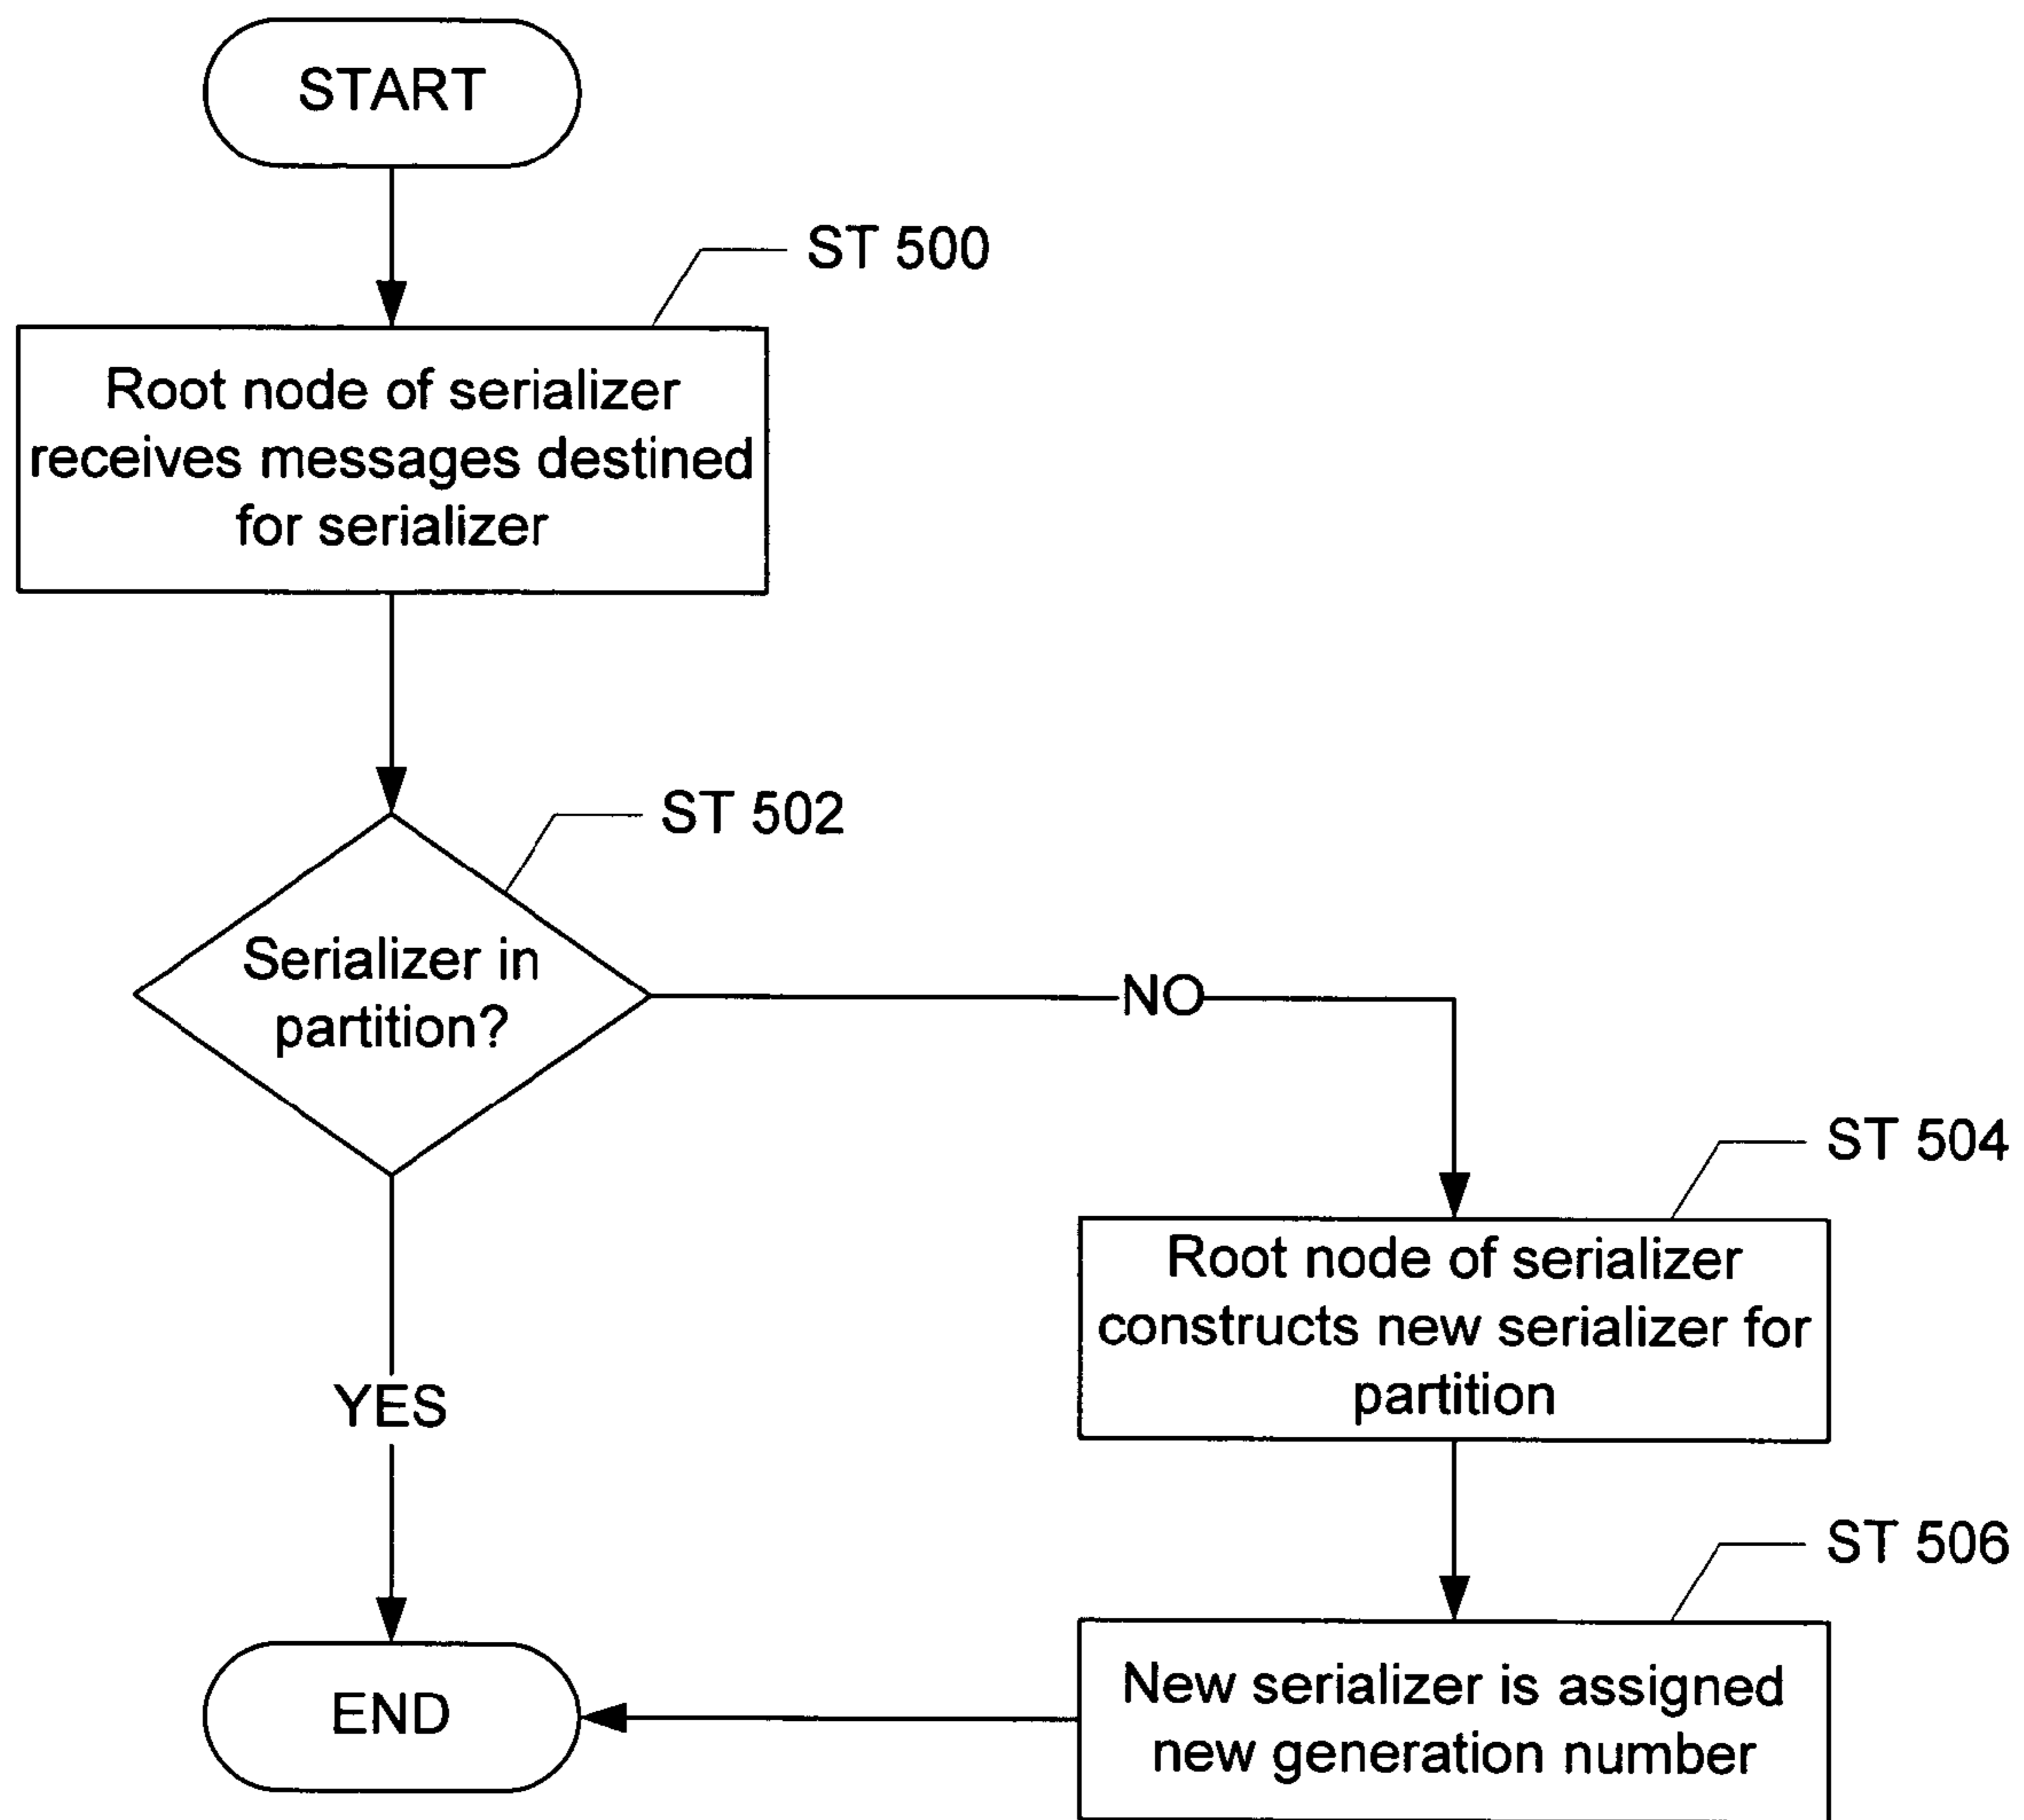 START
ST 500
Root node of serializer
receives messages destined
for serializer
ST 502
Serializer in
partition?
NO
ST 504
Root node of serializer
constructs new serializer for
partition
YES
ST 506
New serializer is assigned
new generation number
END